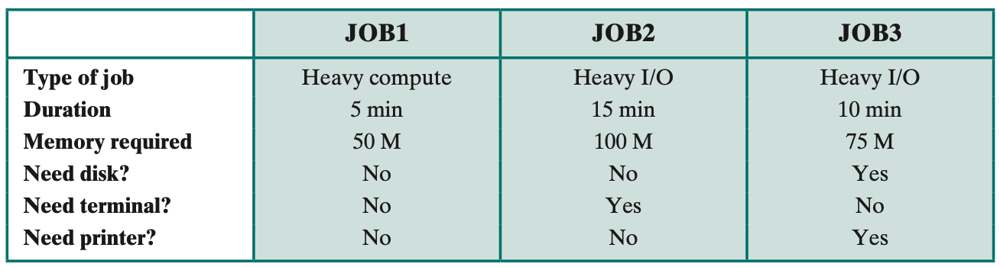 JOB1 JOB2 JOB3
Type of job Heavy compute Heavy I/O Heavy I/O
Duration 5 min 15 min 10 min
Memory required 50 M 100 M 75 M
Need disk? No No Yes
Need terminal? No Yes No
Need printer? No No Yes